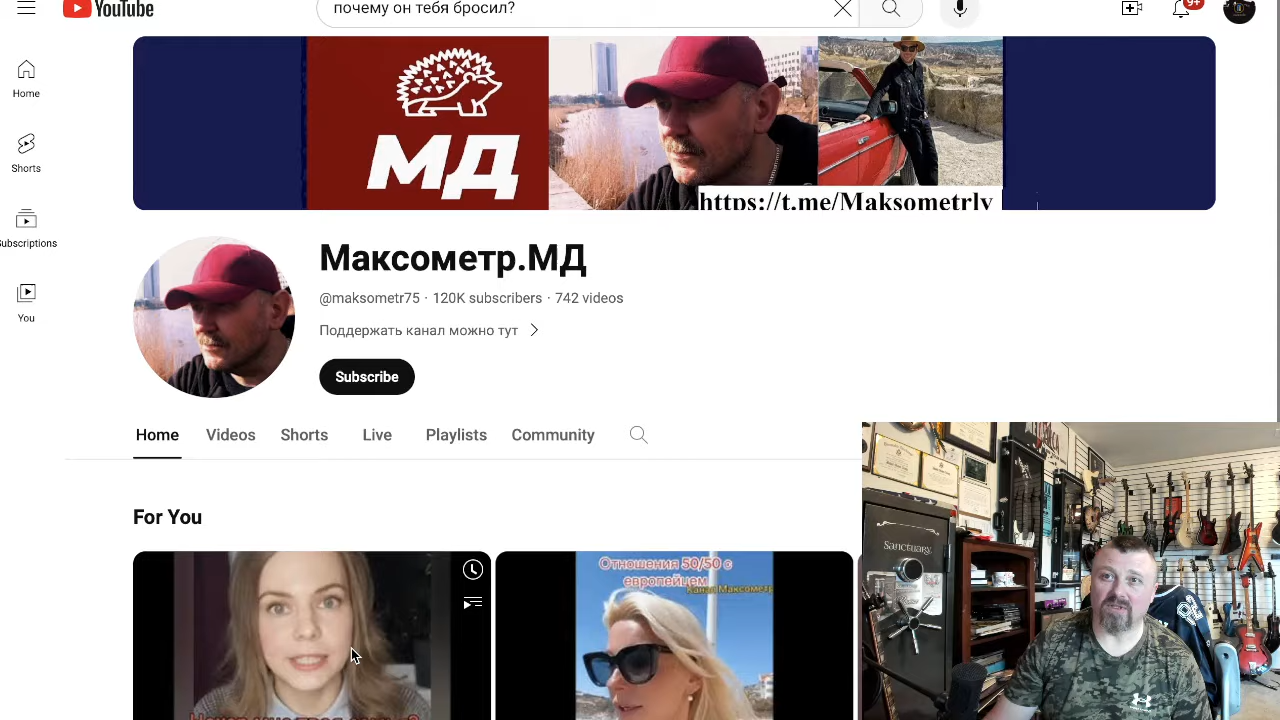 YouTube
почему он тебя бросил?
9+
Home
Shorts
Subscriptions
You
МД
https://t.me/Maksometrlv
Максометр.МД
@maksometr75 · 120K subscribers · 742 videos
Поддержать канал можно тут
Subscribe
Home Videos Shorts Live Playlists Community
For You
Отношения 50/50 с
европейцем
Канал Максометр
Sanctuary